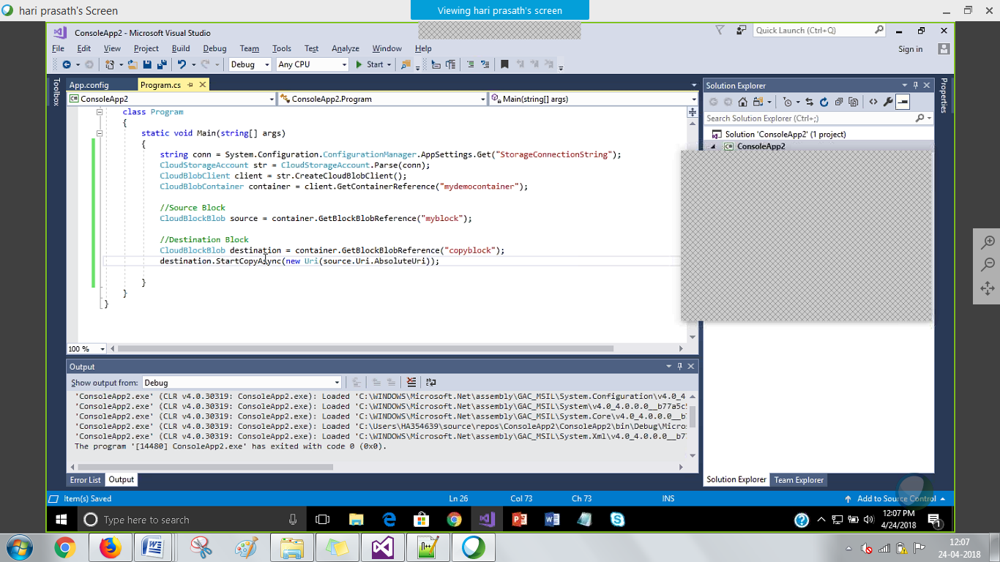 hari prasath's Screen
Viewing hari prasath's screen
ConsoleApp2 - Microsoft Visual Studio
Quick Launch (Ctrl+Q)
File Edit View Project Build Debug Team Tools Test Analyze Window Help
Sign in
Debug Any CPU Start
Toolbox
App.config Program.cs
ConsoleApp2 ConsoleApp2.Program Main(string[] args)
class Program
{
static void Main(string[] args)
{
string conn = System.Configuration.ConfigurationManager.AppSettings.Get("StorageConnectionString");
CloudStorageAccount str = CloudStorageAccount.Parse(conn);
CloudBlobClient client = str.CreateCloudBlobClient();
CloudBlobContainer container = client.GetContainerReference("mydemocontainer");
//Source Block
CloudBlockBlob source = container.GetBlockBlobReference("myblock");
//Destination Block
CloudBlockBlob destination = container.GetBlockBlobReference("copyblock");
destination.StartCopyAsync(new Uri(source.Uri.AbsoluteUri));
}
}
}
100 %
Solution Explorer
Properties
Search Solution Explorer (Ctrl+;)
Solution 'ConsoleApp2' (1 project)
ConsoleApp2
Output
Show output from: Debug
'ConsoleApp2.exe' (CLR v4.0.30319: ConsoleApp2.exe): Loaded 'C:\WINDOWS\Microsoft.Net\assembly\GAC_MSIL\System.Configuration\v4.0_4
'ConsoleApp2.exe' (CLR v4.0.30319: ConsoleApp2.exe): Loaded 'C:\WINDOWS\Microsoft.Net\assembly\GAC_MSIL\System\v4.0_4.0.0.0__b77a5c5
'ConsoleApp2.exe' (CLR v4.0.30319: ConsoleApp2.exe): Loaded 'C:\WINDOWS\Microsoft.Net\assembly\GAC_MSIL\System.Core\v4.0_4.0.0.0__b
'ConsoleApp2.exe' (CLR v4.0.30319: ConsoleApp2.exe): Loaded 'C:\Users\HA354639\source\repos\ConsoleApp2\ConsoleApp2\bin\Debug\Micros
'ConsoleApp2.exe' (CLR v4.0.30319: ConsoleApp2.exe): Loaded 'C:\WINDOWS\Microsoft.Net\assembly\GAC_MSIL\System.Xml\v4.0_4.0.0.0__b77
The program '[14480] ConsoleApp2.exe' has exited with code 0 (0x0).
Error List Output
Solution Explorer Team Explorer
Item(s) Saved Ln 26 Col 73 Ch 73 INS Add to Source Control
Type here to search
12:07 PM
4/24/2018
12:07
24-04-2018